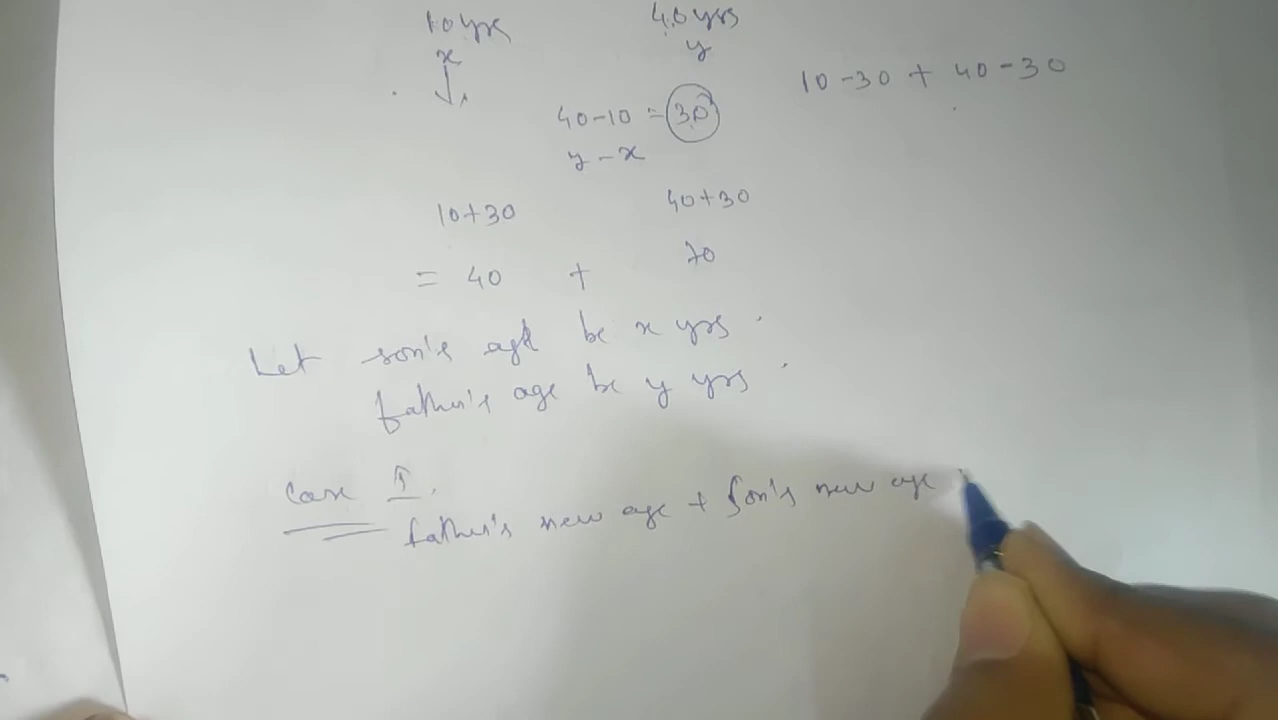 10 yrs 40 yrs
x y
10 - 30 + 40 - 30
40 - 10 = 30
y - x
10 + 30 40 + 30
= 40 + 70
Let son's age be x yrs.
father's age be y yrs.
Case I.
father's new age + Son's new age